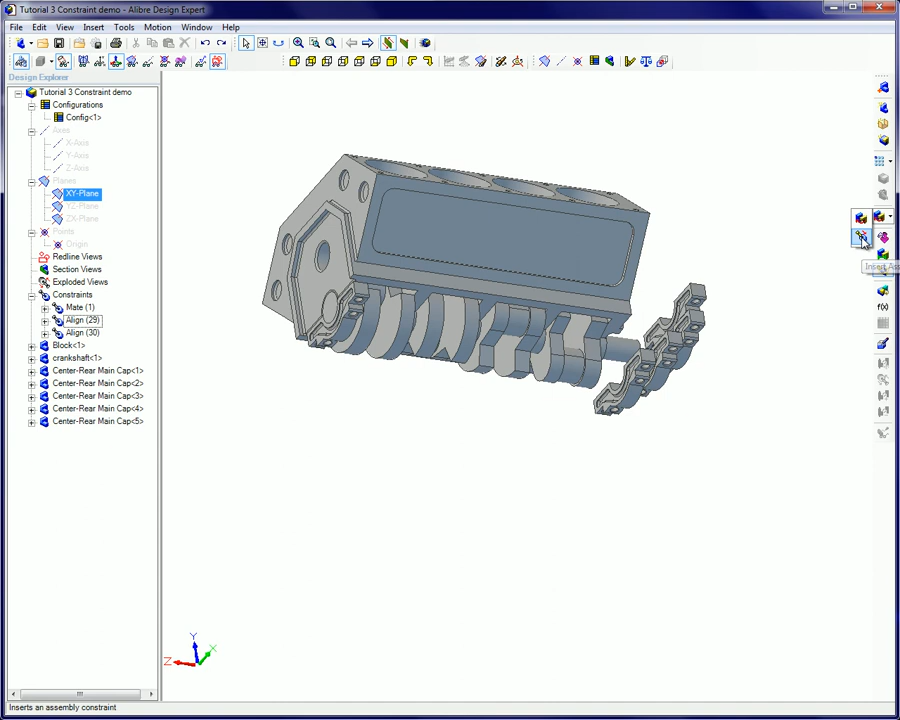 Tutorial 3 Constraint demo - Alibre Design Expert
File Edit View Insert Tools Motion Window Help
Design Explorer
Tutorial 3 Constraint demo
Configurations
Config<1>
Axes
X-Axis
Y-Axis
Z-Axis
Planes
XY-Plane
YZ-Plane
ZX-Plane
Points
Origin
Redline Views
Section Views
Exploded Views
Constraints
Mate (1)
Align (29)
Align (30)
Block<1>
crankshaft<1>
Center-Rear Main Cap<1>
Center-Rear Main Cap<2>
Center-Rear Main Cap<3>
Center-Rear Main Cap<4>
Center-Rear Main Cap<5>
Insert Ass
f(x)
Y
X
Z
Inserts an assembly constraint